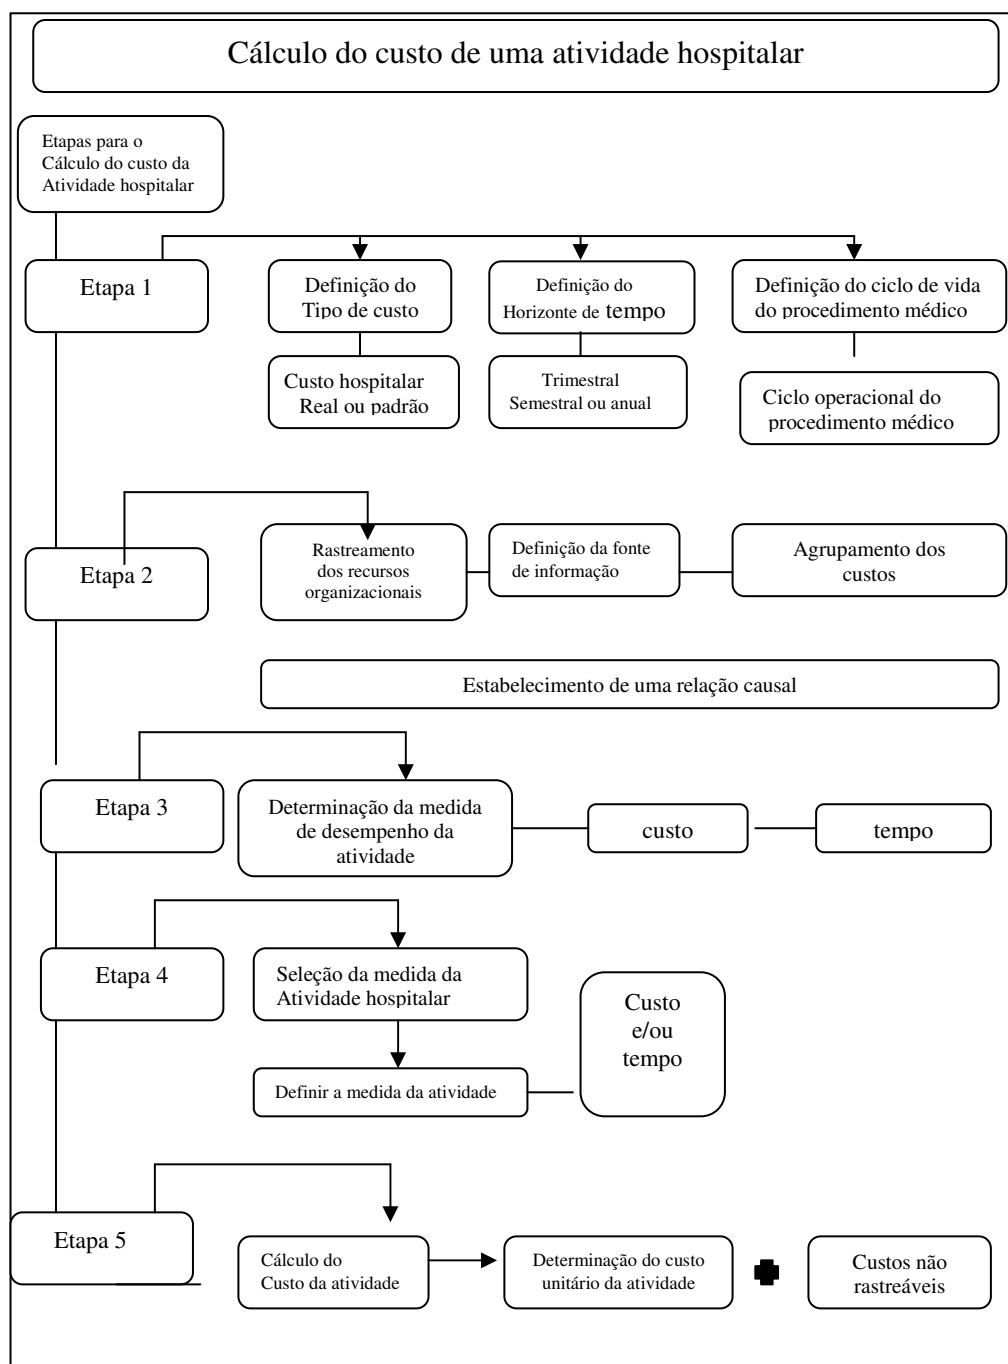 Cálculo do custo de uma atividade hospitalar
Etapas para o
Cálculo do custo da
Atividade hospitalar
Etapa 1
Definição do
Tipo de custo
Definição do
Horizonte de tempo
Definição do ciclo de vida
do procedimento médico
Custo hospitalar
Real ou padrão
Trimestral
Semestral ou anual
Ciclo operacional do
procedimento médico
Etapa 2
Rastreamento
dos recursos
organizacionais
Definição da fonte
de informação
Agrupamento dos
custos
Estabelecimento de uma relação causal
Etapa 3
Determinação da medida
de desempenho da
atividade
custo
tempo
Etapa 4
Seleção da medida da
Atividade hospitalar
Custo
e/ou
tempo
Definir a medida da atividade
Etapa 5
Cálculo do
Custo da atividade
Determinação do custo
unitário da atividade
Custos não
rastreáveis